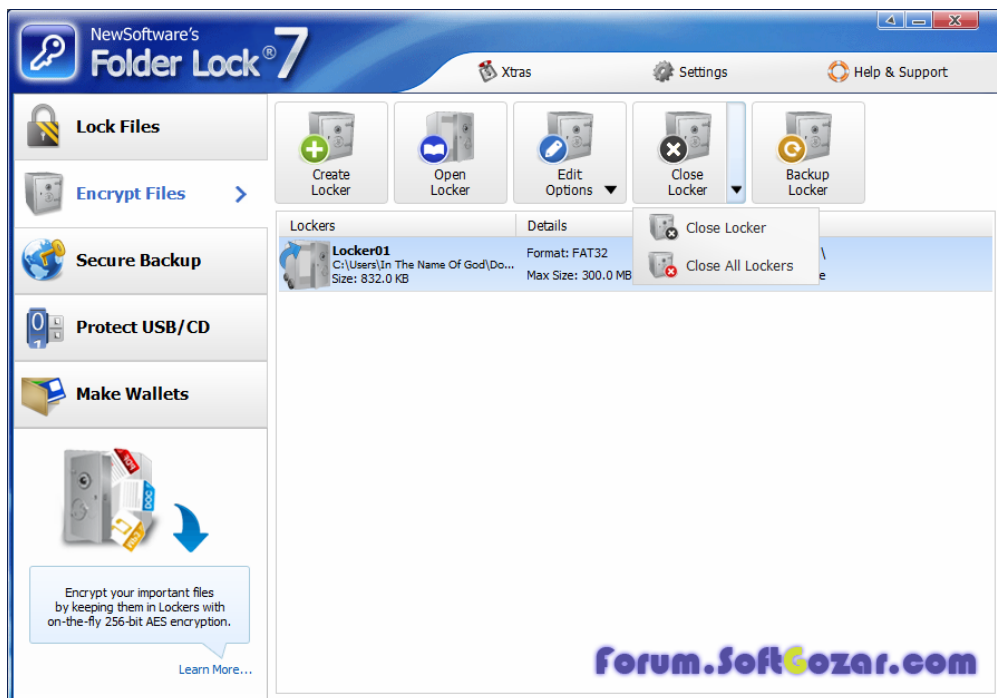 NewSoftware's
Folder Lock® 7
Xtras
Settings
Help & Support
Lock Files
Encrypt Files
Secure Backup
Protect USB/CD
Make Wallets
Create
Locker
Open
Locker
Edit
Options
Close
Locker
Backup
Locker
Lockers
Details
Close Locker
Close All Lockers
Locker01
C:\Users\In The Name Of God\Do...
Size: 832.0 KB
Format: FAT32
Max Size: 300.0 MB
\
e
Encrypt your important files
by keeping them in Lockers with
on-the-fly 256-bit AES encryption.
Learn More...
Forum.SoftGozar.com